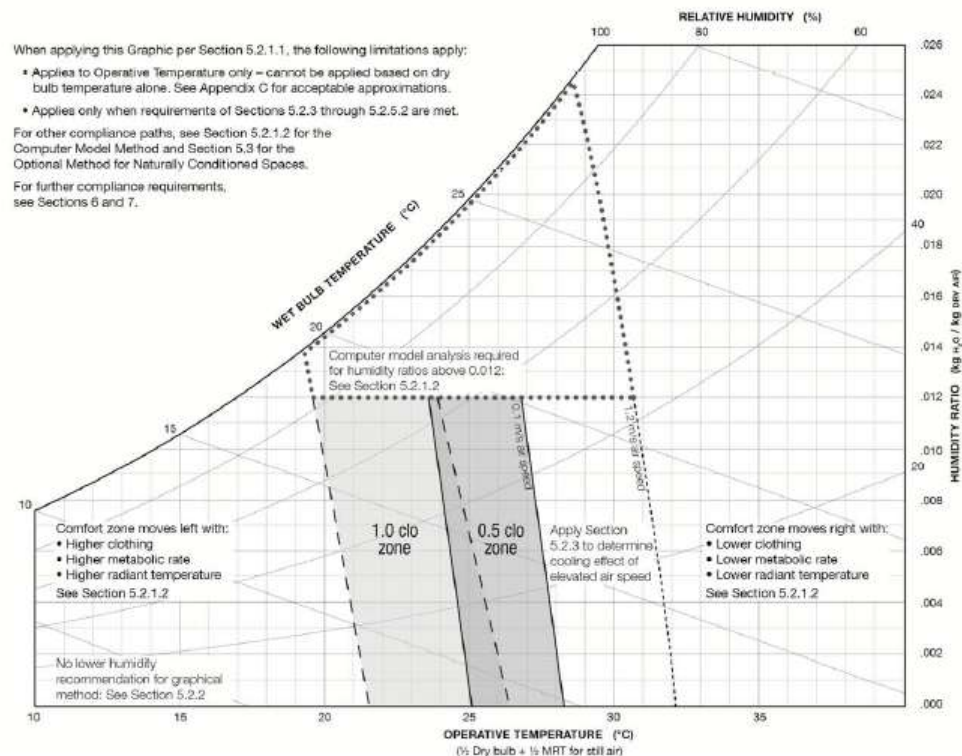 RELATIVE HUMIDITY (%)
100
80
60
When applying this Graphic per Section 5.2.1.1, the following limitations apply:
• Applies to Operative Temperature only – cannot be applied based on dry
bulb temperature alone. See Appendix C for acceptable approximations.
• Applies only when requirements of Sections 5.2.3 through 5.2.5.2 are met.
For other compliance paths, see Section 5.2.1.2 for the
Computer Model Method and Section 5.3 for the
Optional Method for Naturally Conditioned Spaces.
For further compliance requirements,
see Sections 6 and 7.
WET BULB TEMPERATURE (°C)
10
15
20
25
40
20
.026
.024
.022
.020
.018
.016
.014
.012
.010
.008
.006
.004
.002
.000
HUMIDITY RATIO (kg H₂O / kg DRY AIR)
Computer model analysis required
for humidity ratios above 0.012:
See Section 5.2.1.2
0.1 m/s air speed
1.2 m/s air speed
Comfort zone moves left with:
• Higher clothing
• Higher metabolic rate
• Higher radiant temperature
See Section 5.2.1.2
1.0 clo
zone
0.5 clo
zone
Apply Section
5.2.3 to determine
cooling effect of
elevated air speed
Comfort zone moves right with:
• Lower clothing
• Lower metabolic rate
• Lower radiant temperature
See Section 5.2.1.2
No lower humidity
recommendation for graphical
method: See Section 5.2.2
10
15
20
25
30
35
OPERATIVE TEMPERATURE (°C)
(½ Dry bulb + ½ MRT for still air)